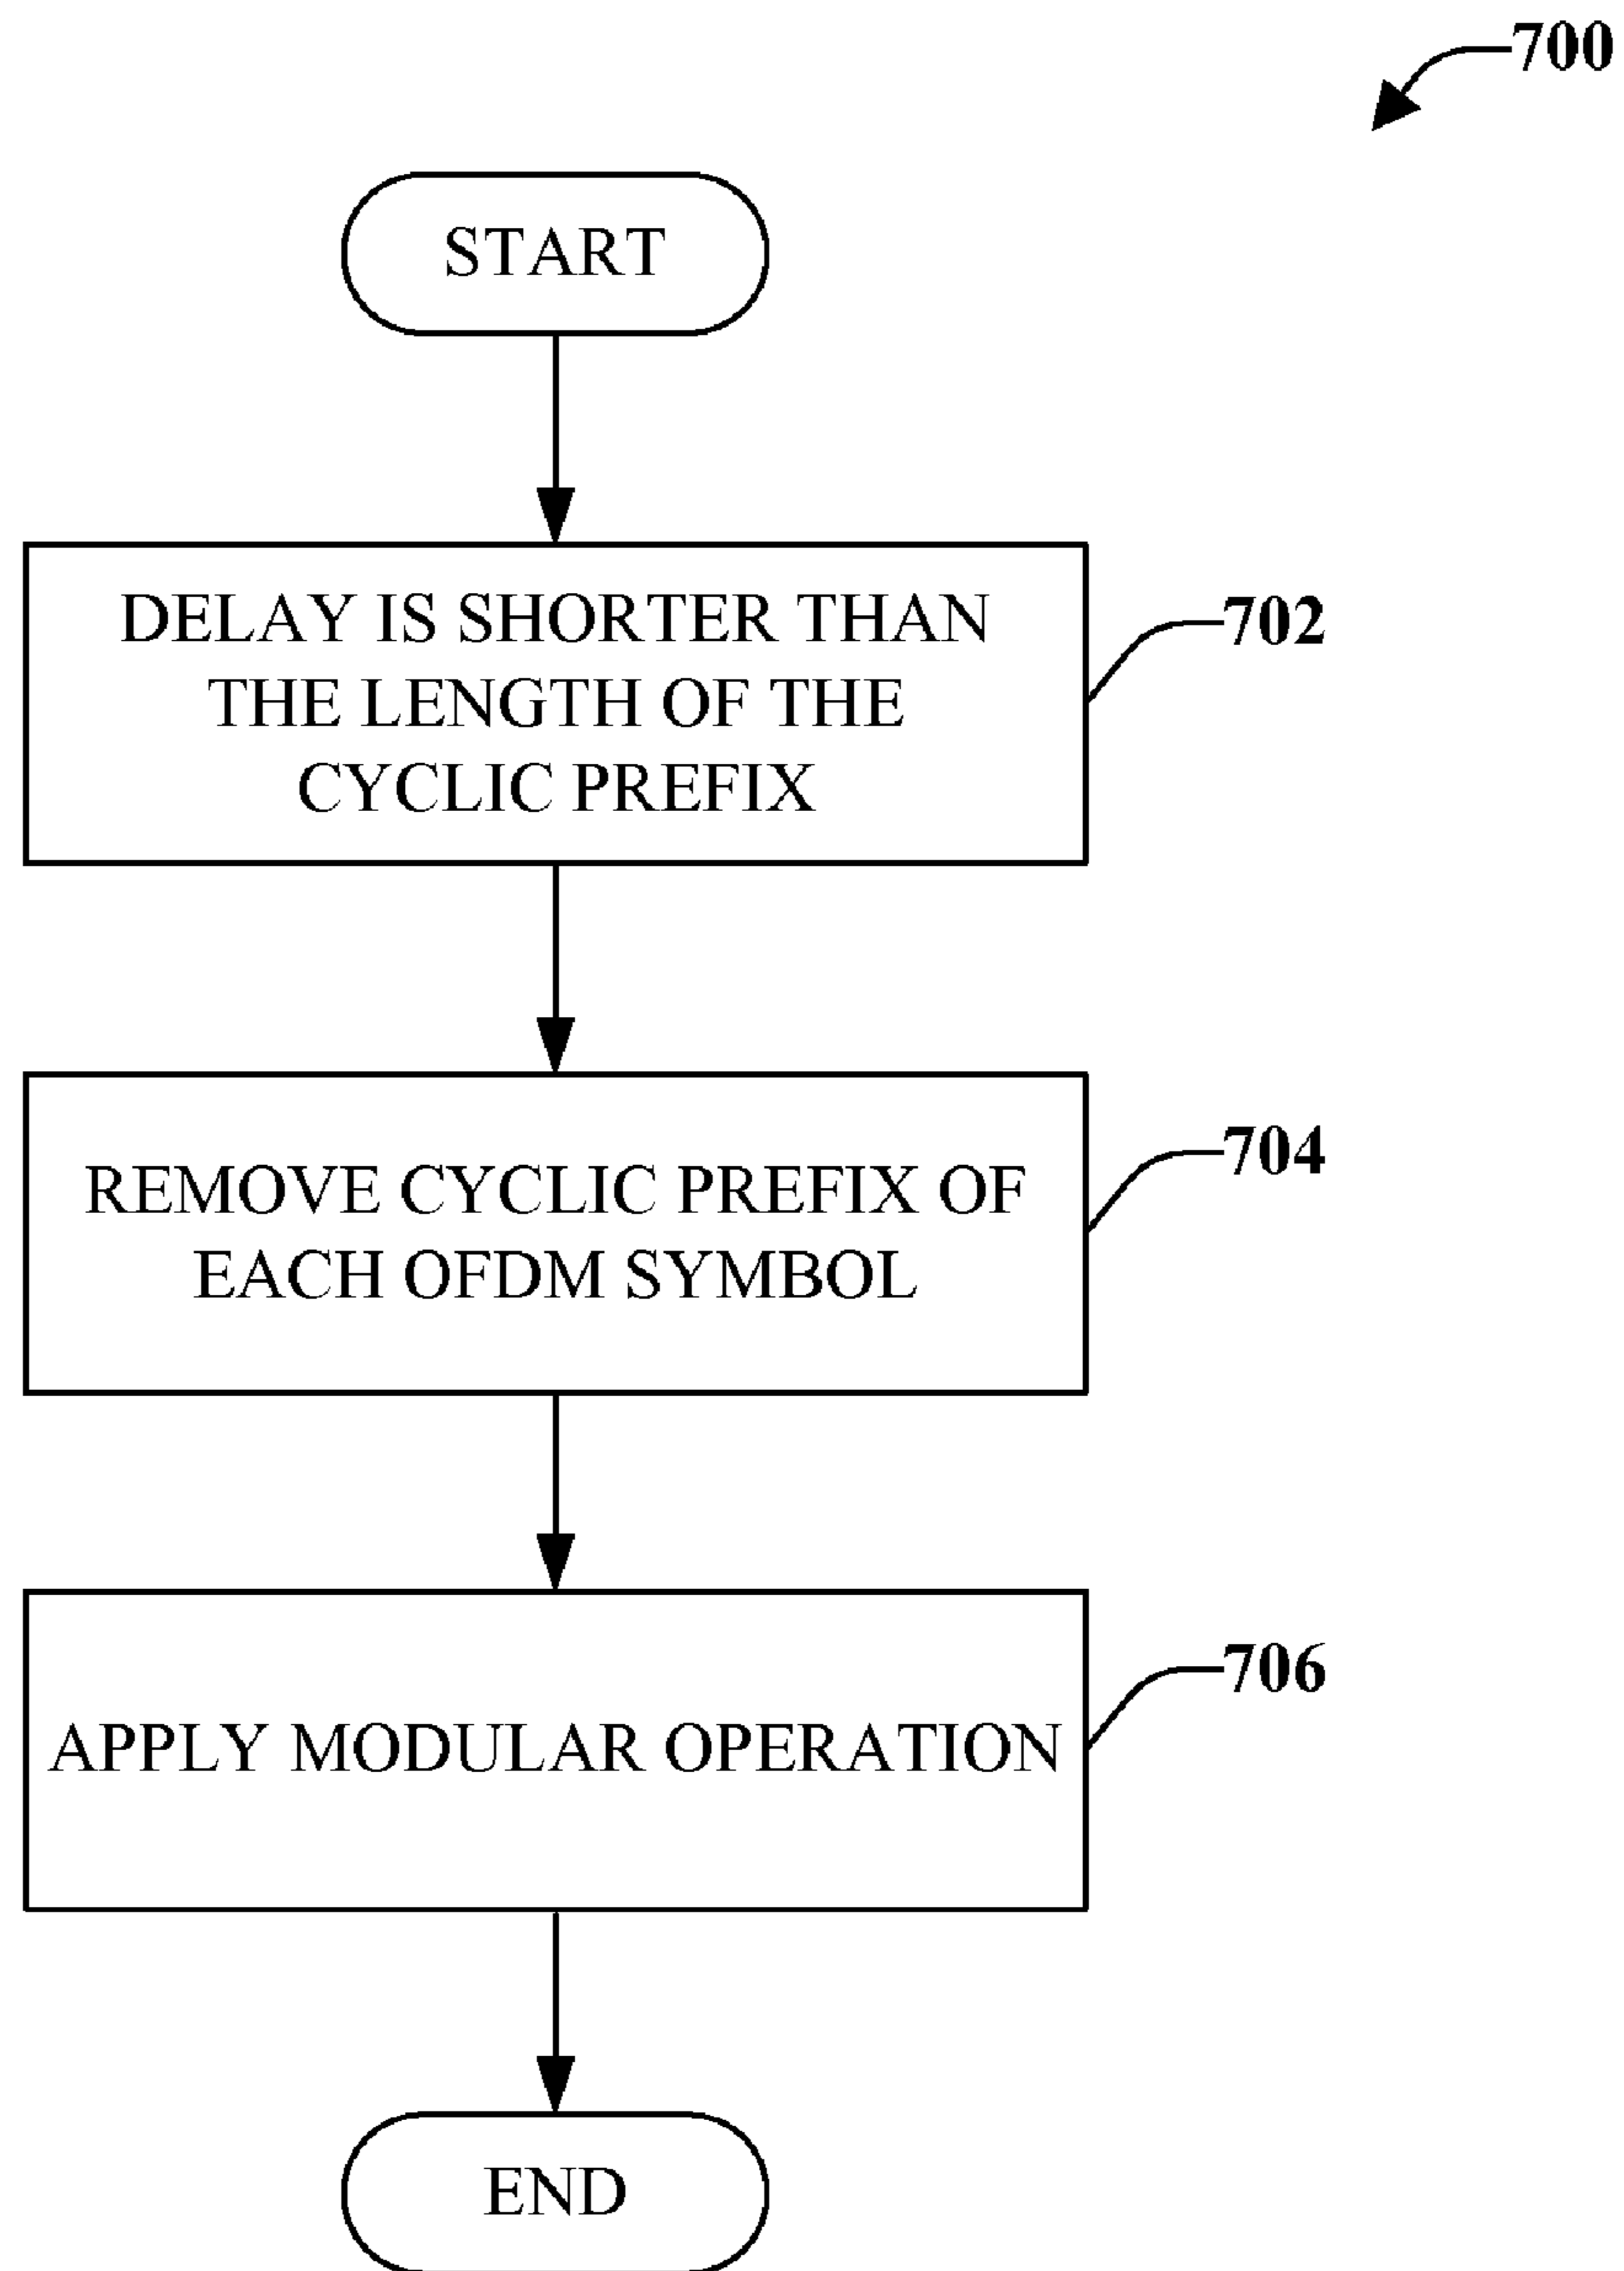 700
START
DELAY IS SHORTER THAN
THE LENGTH OF THE
CYCLIC PREFIX
702
REMOVE CYCLIC PREFIX OF
EACH OFDM SYMBOL
704
APPLY MODULAR OPERATION
706
END